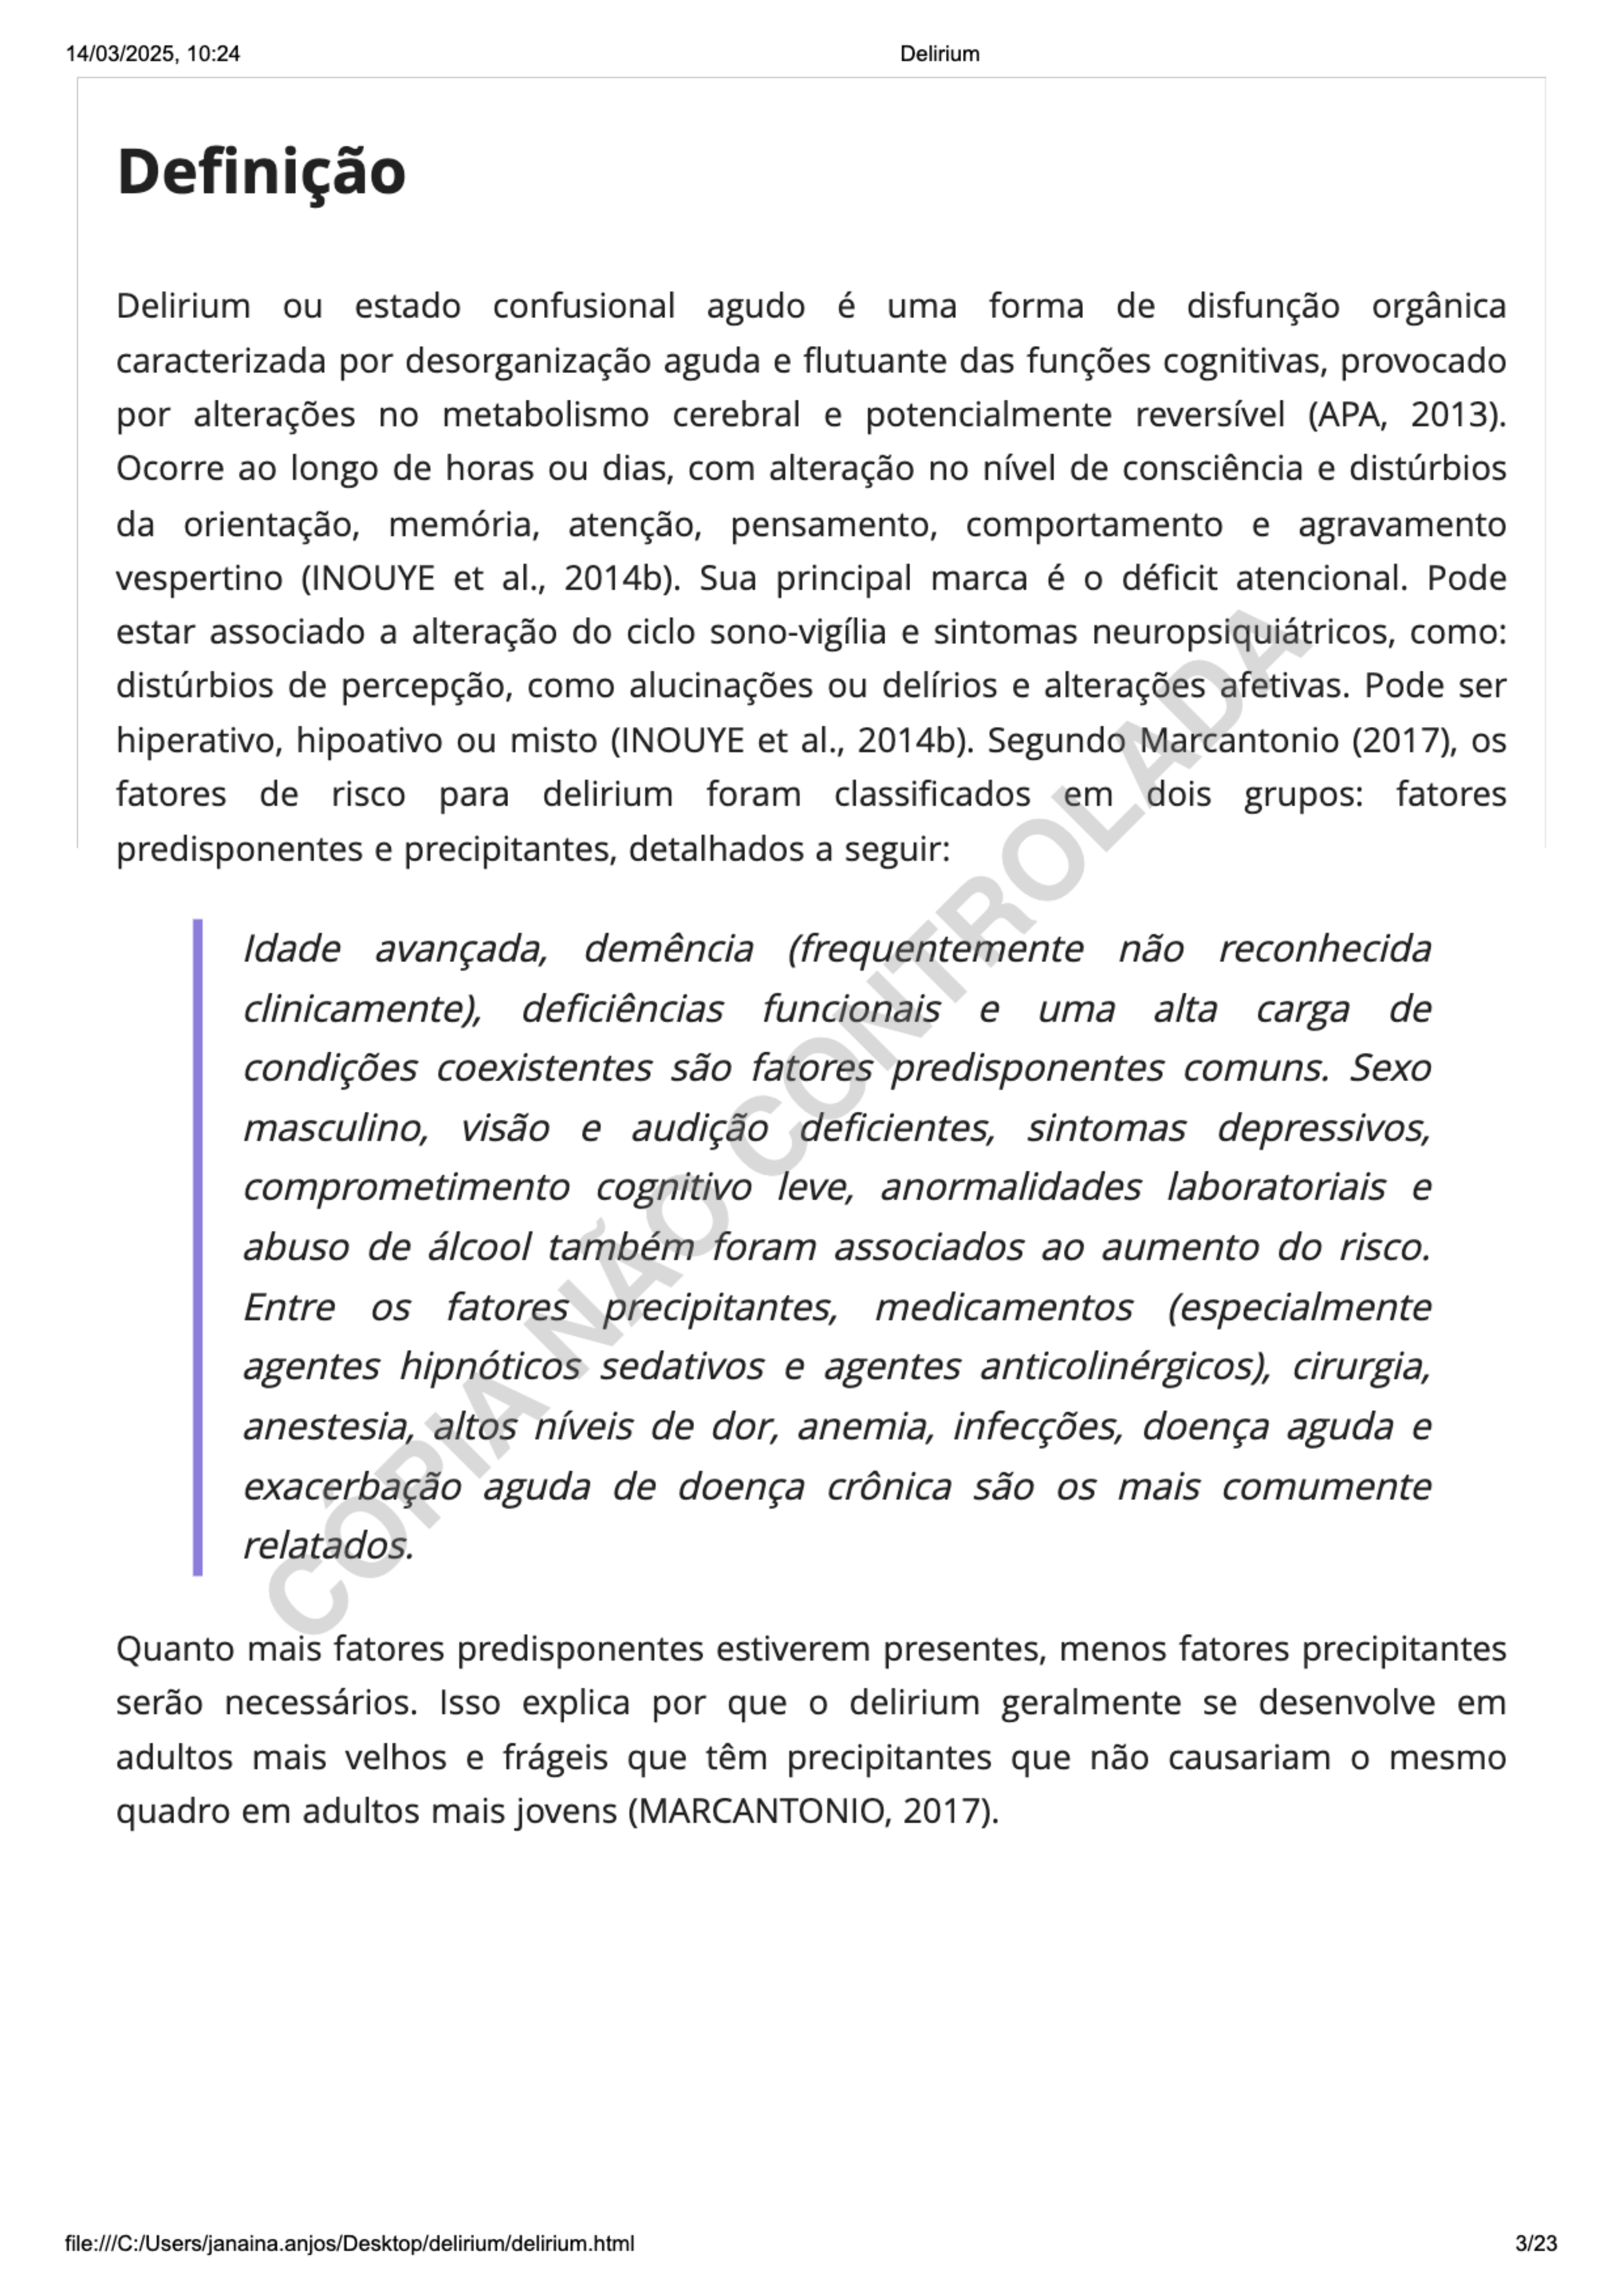 14/03/2025, 10:24
Delirium
Definição
Delirium ou estado confusional agudo é uma forma de disfunção orgânica
caracterizada por desorganização aguda e flutuante das funções cognitivas, provocado
por alterações no metabolismo cerebral e potencialmente reversível (APA, 2013).
Ocorre ao longo de horas ou dias, com alteração no nível de consciência e distúrbios
da orientação, memória, atenção, pensamento, comportamento e agravamento
vespertino (INOUYE et al., 2014b). Sua principal marca é o déficit atencional. Pode
estar associado a alteração do ciclo sono-vigília e sintomas neuropsiquiátricos, como:
distúrbios de percepção, como alucinações ou delírios e alterações afetivas. Pode ser
hiperativo, hipoativo ou misto (INOUYE et al., 2014b). Segundo Marcantonio (2017), os
fatores de risco para delirium foram classificados em dois grupos: fatores
predisponentes e precipitantes, detalhados a seguir:
Idade avançada, demência (frequentemente não reconhecida
clinicamente), deficiências funcionais e uma alta carga de
condições coexistentes são fatores predisponentes comuns. Sexo
masculino, visão e audição deficientes, sintomas depressivos,
comprometimento cognitivo leve, anormalidades laboratoriais e
abuso de álcool também foram associados ao aumento do risco.
Entre os fatores precipitantes, medicamentos (especialmente
agentes hipnóticos sedativos e agentes anticolinérgicos), cirurgia,
anestesia, altos níveis de dor, anemia, infecções, doença aguda e
exacerbação aguda de doença crônica são os mais comumente
relatados.
Quanto mais fatores predisponentes estiverem presentes, menos fatores precipitantes
serão necessários. Isso explica por que o delirium geralmente se desenvolve em
adultos mais velhos e frágeis que têm precipitantes que não causariam o mesmo
quadro em adultos mais jovens (MARCANTONIO, 2017).
CÓPIA NÃO CONTROLADA
file:///C:/Users/janaina.anjos/Desktop/delirium/delirium.html
3/23